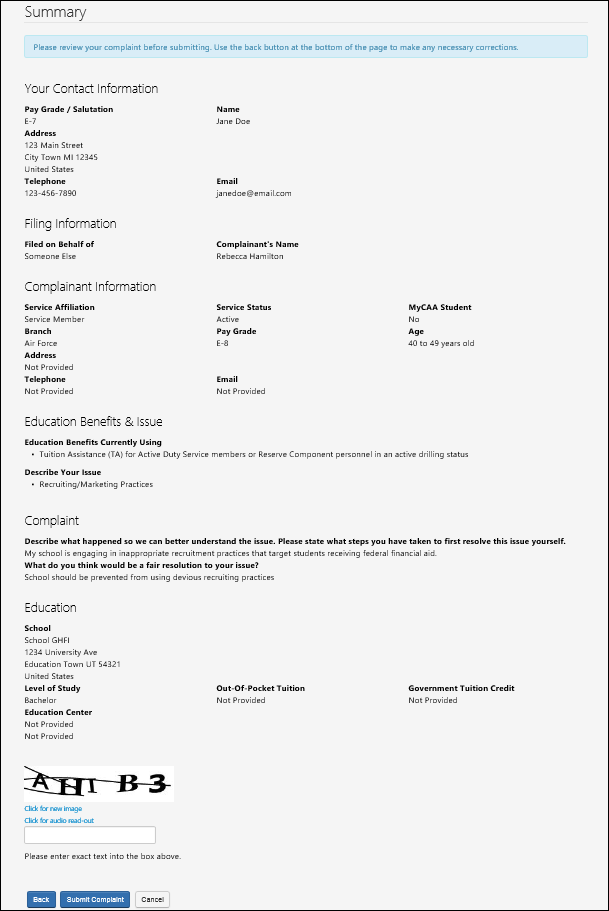 Summary
Please review your complaint before submitting. Use the back button at the bottom of the page to make any necessary corrections.
Your Contact Information
Pay Grade / Salutation Name
E-7 Jane Doe
Address
123 Main Street
City Town MI 12345
United States
Telephone Email
123-456-7890 janedoe@email.com
Filing Information
Filed on Behalf of Complainant's Name
Someone Else Rebecca Hamilton
Complainant Information
Service Affiliation Service Status MyCAA Student
Service Member Active No
Branch Pay Grade Age
Air Force E-8 40 to 49 years old
Address
Not Provided
Telephone Email
Not Provided Not Provided
Education Benefits & Issue
Education Benefits Currently Using
• Tuition Assistance (TA) for Active Duty Service members or Reserve Component personnel in an active drilling status
Describe Your Issue
• Recruiting/Marketing Practices
Complaint
Describe what happened so we can better understand the issue. Please state what steps you have taken to first resolve this issue yourself.
My school is engaging in inappropriate recruitment practices that target students receiving federal financial aid.
What do you think would be a fair resolution to your issue?
School should be prevented from using devious recruiting practices
Education
School
School GHFI
1234 University Ave
Education Town UT 54321
United States
Level of Study Out-Of-Pocket Tuition Government Tuition Credit
Bachelor Not Provided Not Provided
Education Center
Not Provided
Not Provided
A H I B 3
Click for new image
Click for audio read-out
Please enter exact text into the box above.
Back Submit Complaint Cancel